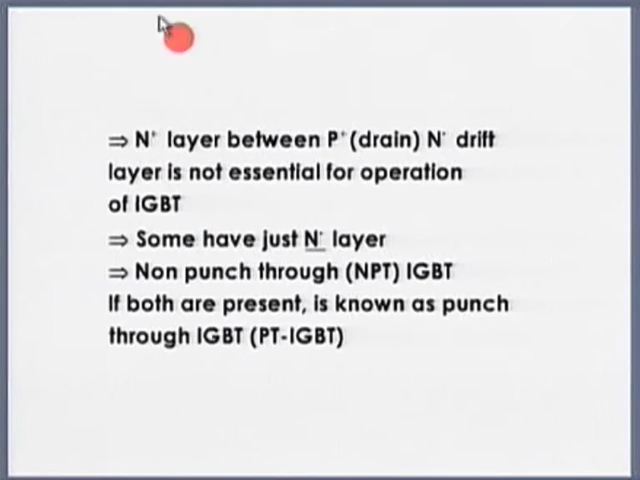 ⇒ N⁺ layer between P⁺(drain) N⁻ drift
layer is not essential for operation
of IGBT
⇒ Some have just N⁻ layer
⇒ Non punch through (NPT) IGBT
If both are present, is known as punch
through IGBT (PT-IGBT)